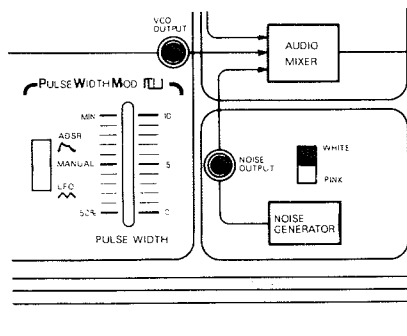 VCO
OUTPUT
AUDIO
MIXER
PULSE WIDTH MOD
MIN
10
ADSR
MANUAL
5
LFO
50%
0
PULSE WIDTH
NOISE
OUTPUT
WHITE
PINK
NOISE
GENERATOR